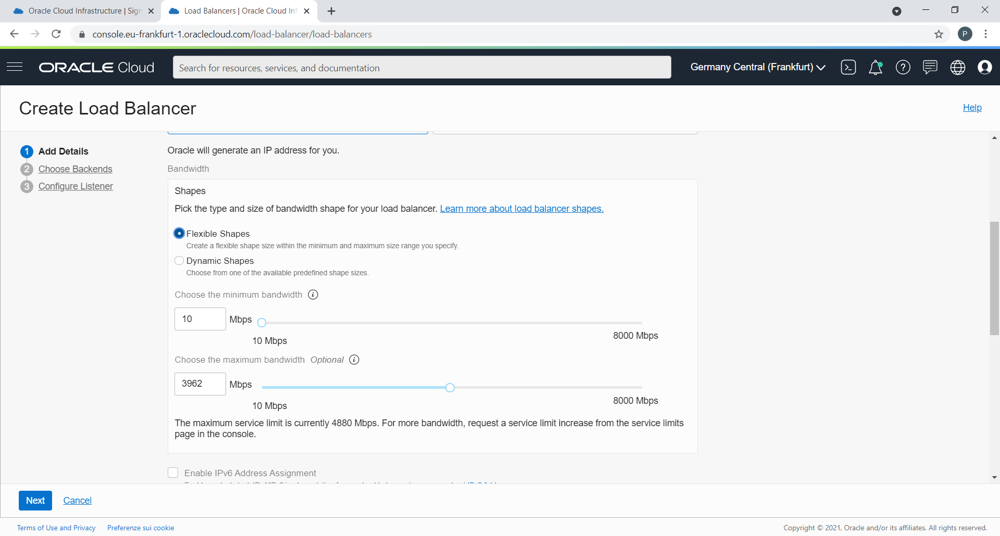 Oracle Cloud Infrastructure | Sign
Load Balancers | Oracle Cloud Inf
console.eu-frankfurt-1.oraclecloud.com/load-balancer/load-balancers
P
ORACLE Cloud
Search for resources, services, and documentation
Germany Central (Frankfurt)
Create Load Balancer
Help
1 Add Details
2 Choose Backends
3 Configure Listener
Oracle will generate an IP address for you.
Bandwidth
Shapes
Pick the type and size of bandwidth shape for your load balancer. Learn more about load balancer shapes.
Flexible Shapes
Create a flexible shape size within the minimum and maximum size range you specify.
Dynamic Shapes
Choose from one of the available predefined shape sizes.
Choose the minimum bandwidth
10 Mbps
8000 Mbps
10 Mbps
Choose the maximum bandwidth Optional
3962 Mbps
8000 Mbps
10 Mbps
The maximum service limit is currently 4880 Mbps. For more bandwidth, request a service limit increase from the service limits
page in the console.
Enable IPv6 Address Assignment
Next
Cancel
Terms of Use and Privacy
Preferenze sui cookie
Copyright © 2021, Oracle and/or its affiliates. All rights reserved.